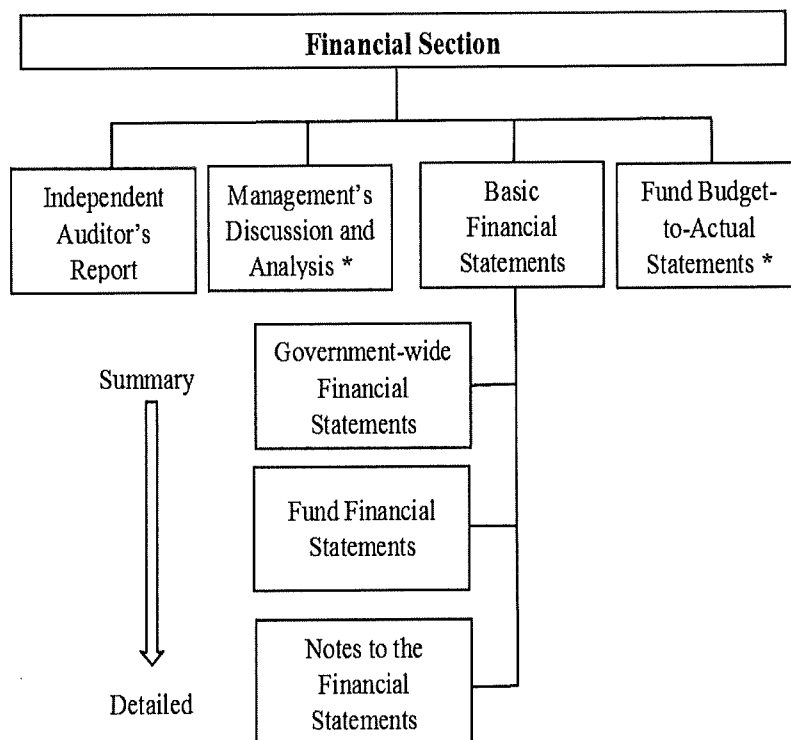 Financial Section
Independent
Auditor's
Report
Management's
Discussion and
Analysis *
Basic
Financial
Statements
Fund Budget-
to-Actual
Statements *
Summary
Government-wide
Financial
Statements
Fund Financial
Statements
Notes to the
Financial
Statements
Detailed